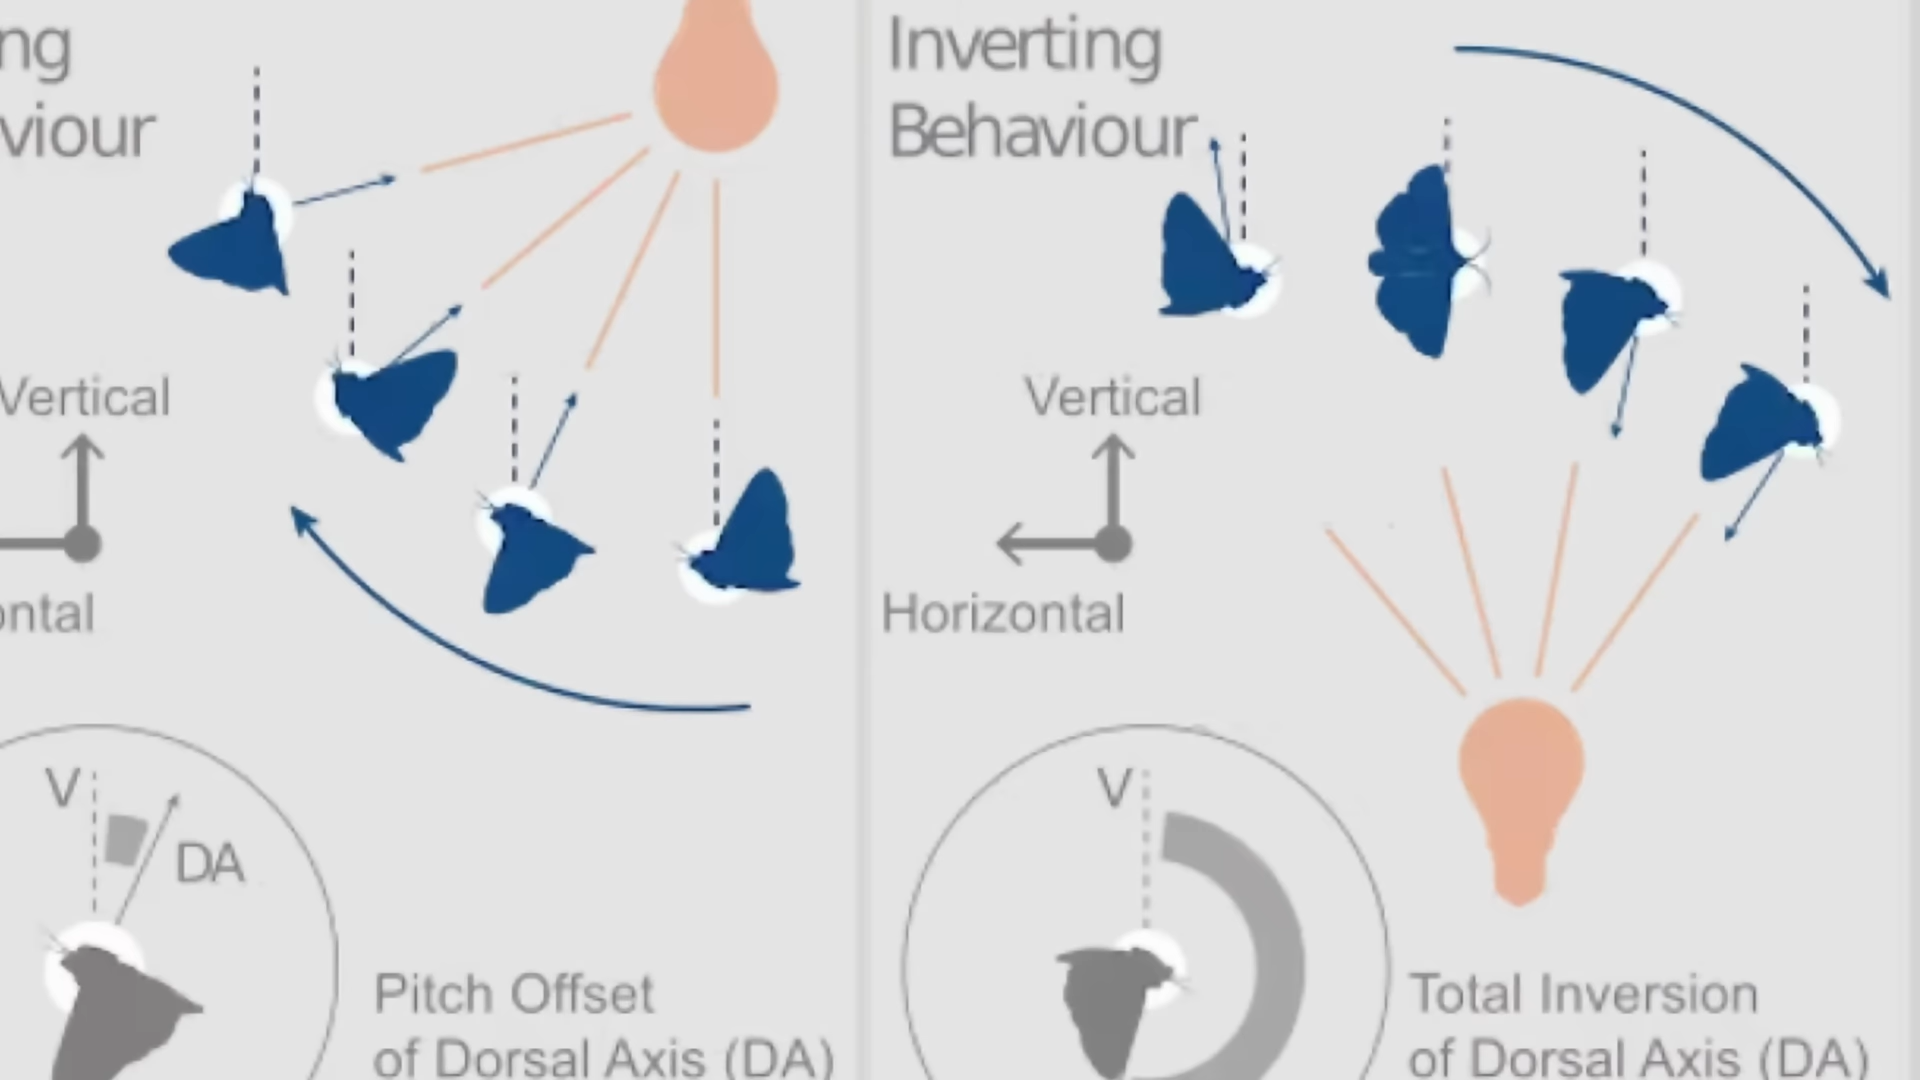 ng
viour
Vertical
ontal
V
DA
Pitch Offset
of Dorsal Axis (DA)
Inverting
Behaviour
Vertical
Horizontal
V
Total Inversion
of Dorsal Axis (DA)